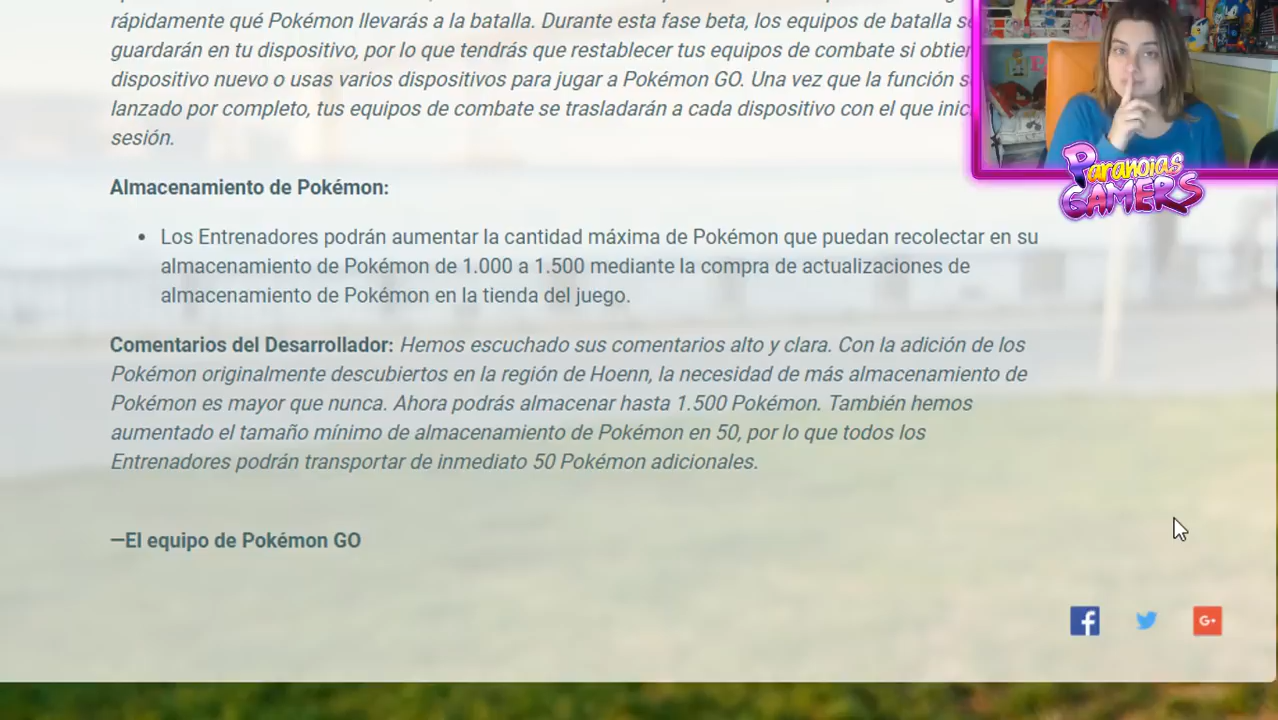 rápidamente qué Pokémon llevarás a la batalla. Durante esta fase beta, los equipos de batalla se
guardarán en tu dispositivo, por lo que tendrás que restablecer tus equipos de combate si obtien
dispositivo nuevo o usas varios dispositivos para jugar a Pokémon GO. Una vez que la función s
lanzado por completo, tus equipos de combate se trasladarán a cada dispositivo con el que inic
sesión.
Paranoias
GAMERS
Almacenamiento de Pokémon:
• Los Entrenadores podrán aumentar la cantidad máxima de Pokémon que puedan recolectar en su
almacenamiento de Pokémon de 1.000 a 1.500 mediante la compra de actualizaciones de
almacenamiento de Pokémon en la tienda del juego.
Comentarios del Desarrollador: Hemos escuchado sus comentarios alto y clara. Con la adición de los
Pokémon originalmente descubiertos en la región de Hoenn, la necesidad de más almacenamiento de
Pokémon es mayor que nunca. Ahora podrás almacenar hasta 1.500 Pokémon. También hemos
aumentado el tamaño mínimo de almacenamiento de Pokémon en 50, por lo que todos los
Entrenadores podrán transportar de inmediato 50 Pokémon adicionales.
—El equipo de Pokémon GO
f
G+